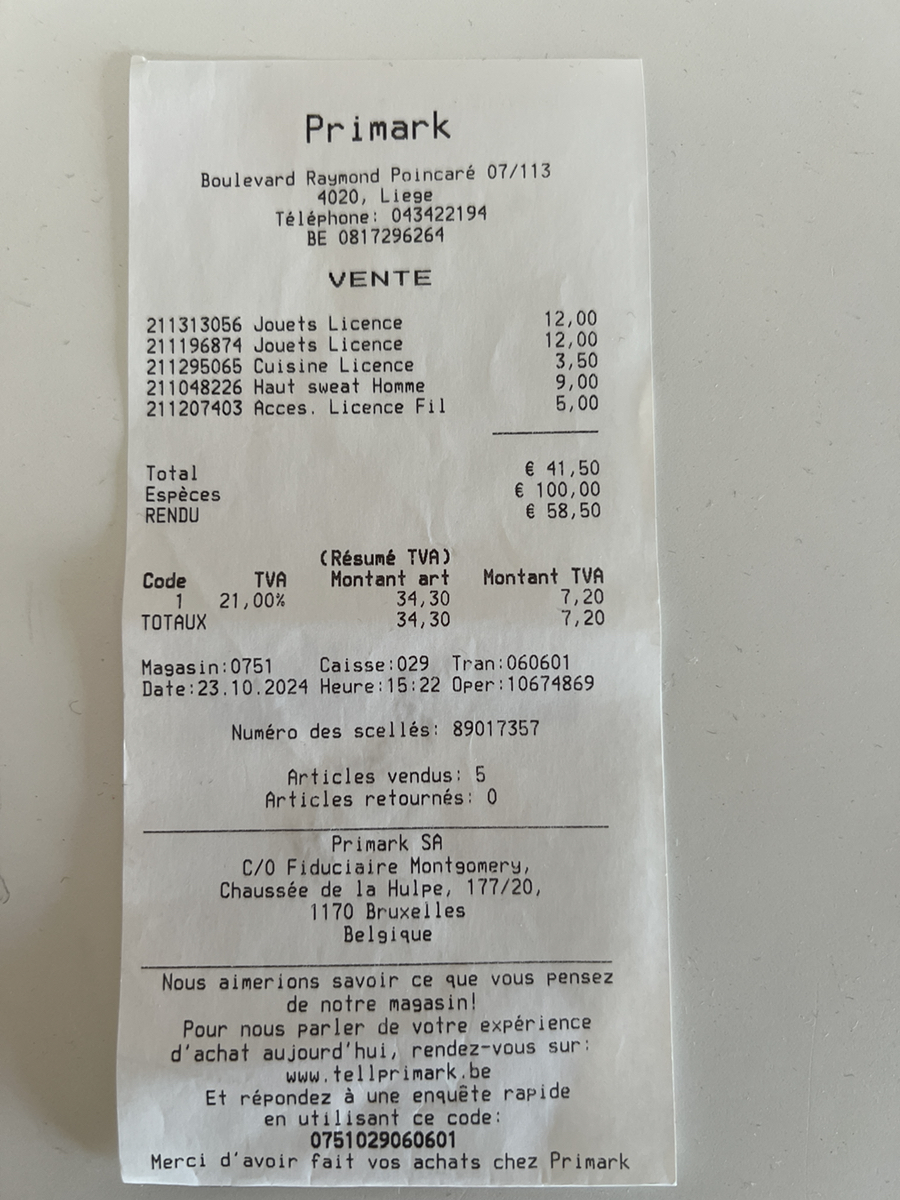 Primark
Boulevard Raymond Poincaré 07/113
4020, Liege
Téléphone: 043422194
BE 0817296264
VENTE
211313056 Jouets Licence 12,00
211196874 Jouets Licence 12,00
211295065 Cuisine Licence 3,50
211048226 Haut sweat Homme 9,00
211207403 Acces. Licence Fil 5,00
Total € 41,50
Espèces € 100,00
RENDU € 58,50
(Résumé TVA)
Code TVA Montant art Montant TVA
1 21,00% 34,30 7,20
TOTAUX 34,30 7,20
Magasin:0751 Caisse:029 Tran:060601
Date:23.10.2024 Heure:15:22 Oper:10674869
Numéro des scellés: 89017357
Articles vendus: 5
Articles retournés: 0
Primark SA
C/O Fiduciaire Montgomery,
Chaussée de la Hulpe, 177/20,
1170 Bruxelles
Belgique
Nous aimerions savoir ce que vous pensez
de notre magasin!
Pour nous parler de votre expérience
d'achat aujourd'hui, rendez-vous sur:
www.tellprimark.be
Et répondez à une enquête rapide
en utilisant ce code:
0751029060601
Merci d'avoir fait vos achats chez Primark